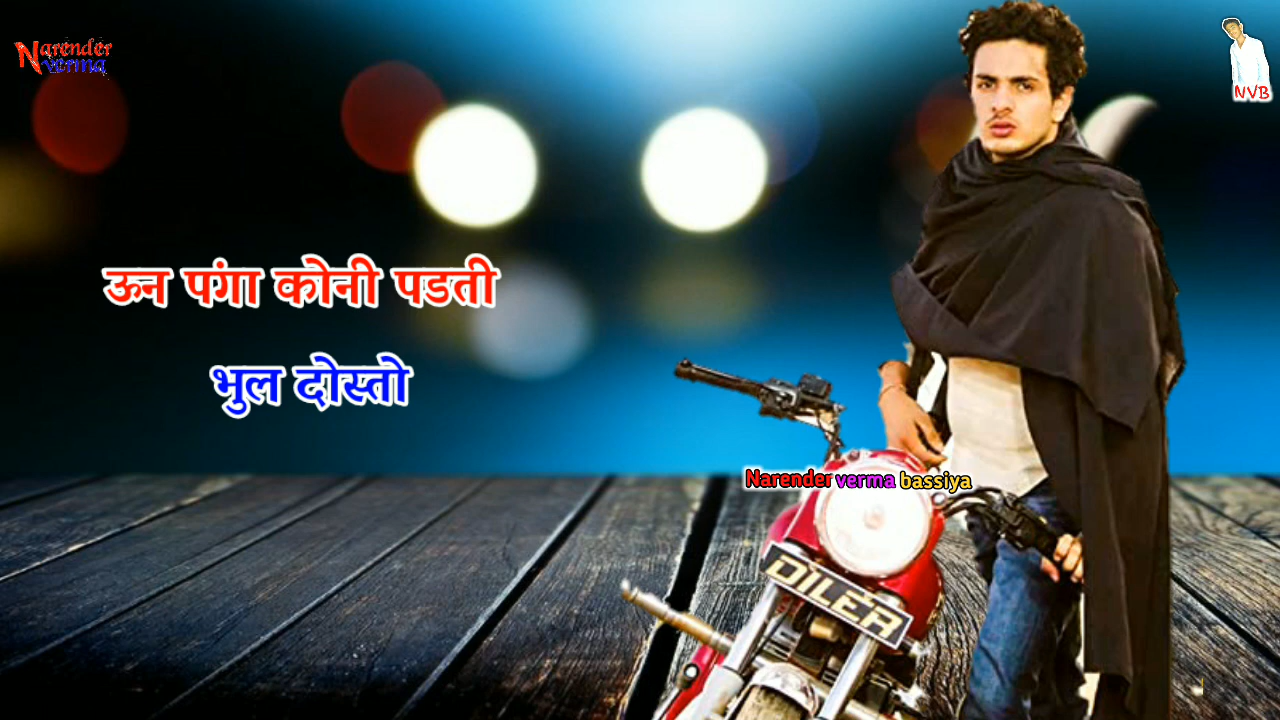 Narender
verma
NVB
ऊन पंगा कोनी पडती
भुल दोस्तो
Narender verma bassiya
DILER